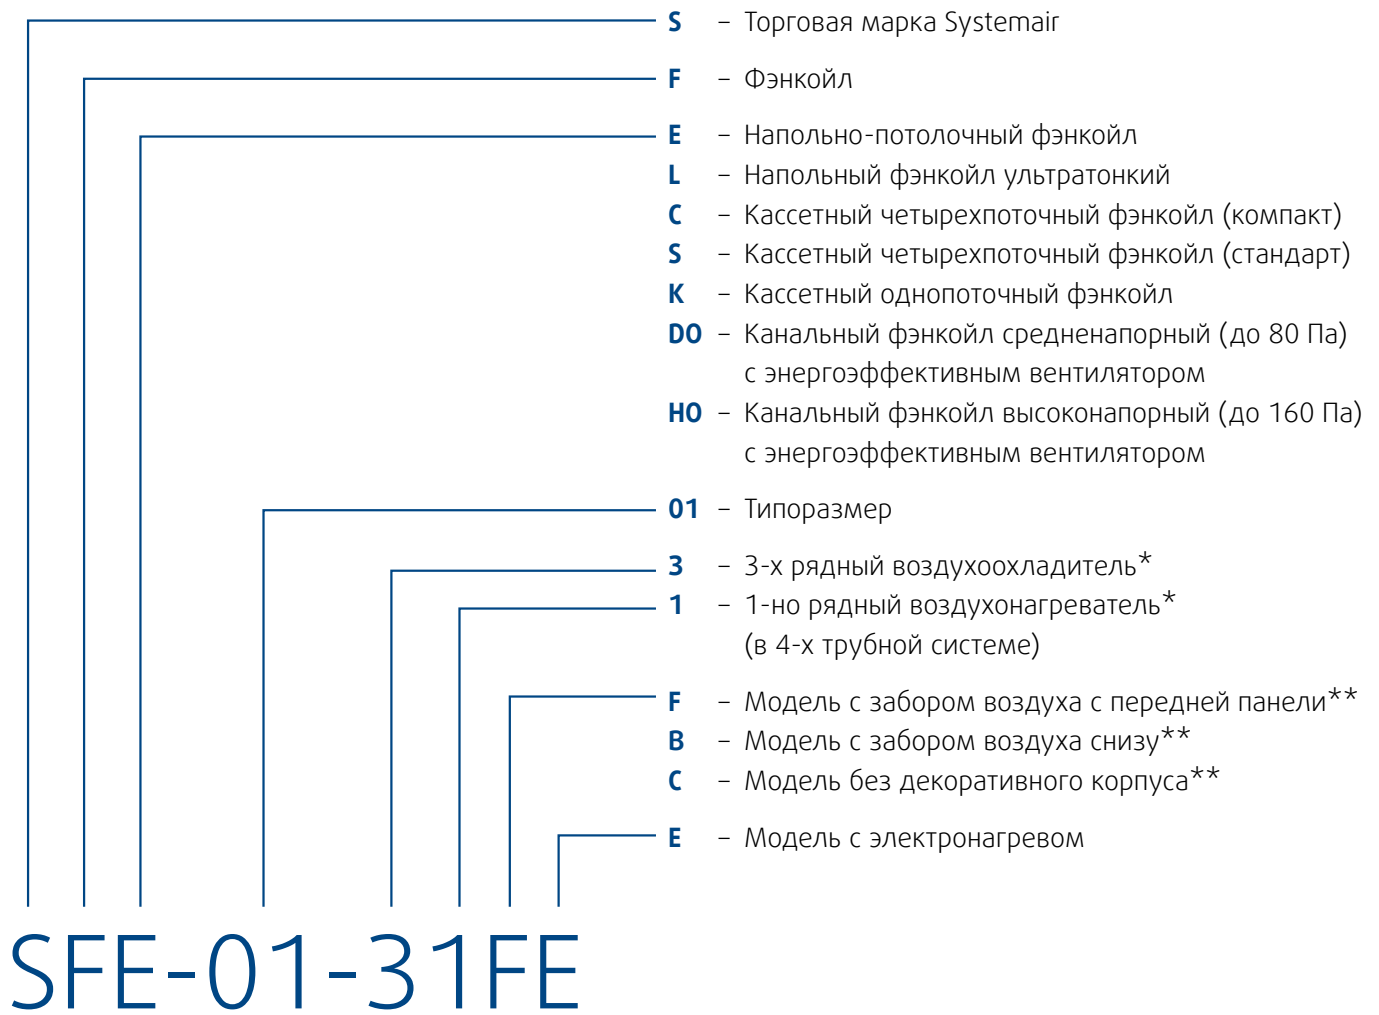 S – Торговая марка Systemair
F – Фэнкойл
E – Напольно-потолочный фэнкойл
L – Напольный фэнкойл ультратонкий
C – Кассетный четырехпоточный фэнкойл (компакт)
S – Кассетный четырехпоточный фэнкойл (стандарт)
K – Кассетный однопоточный фэнкойл
DO – Канальный фэнкойл средненапорный (до 80 Па)
с энергоэффективным вентилятором
HO – Канальный фэнкойл высоконапорный (до 160 Па)
с энергоэффективным вентилятором
01 – Типоразмер
3 – 3-х рядный воздухоохладитель*
1 – 1-но рядный воздухонагреватель*
(в 4-х трубной системе)
F – Модель с забором воздуха с передней панели**
B – Модель с забором воздуха снизу**
C – Модель без декоративного корпуса**
E – Модель с электронагревом
SFE-01-31FE